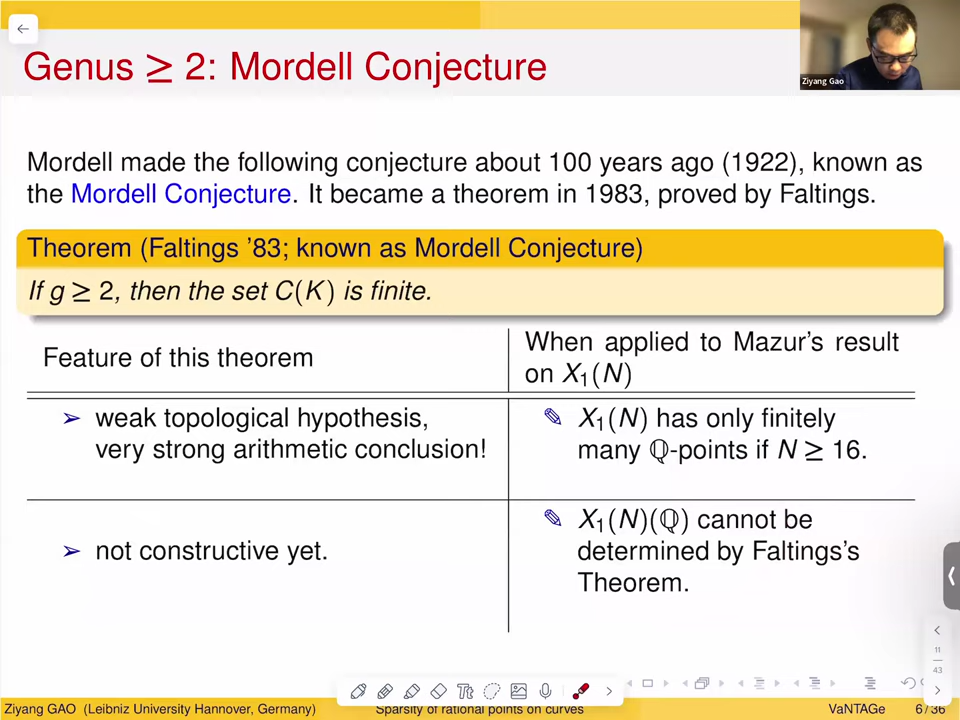 Genus ≥ 2: Mordell Conjecture
Ziyang Gao
Mordell made the following conjecture about 100 years ago (1922), known as
the Mordell Conjecture. It became a theorem in 1983, proved by Faltings.
Theorem (Faltings '83; known as Mordell Conjecture)
If g ≥ 2, then the set C(K) is finite.
Feature of this theorem
When applied to Mazur's result
on X₁(N)
➢ weak topological hypothesis,
very strong arithmetic conclusion!
✎ X₁(N) has only finitely
many ℚ-points if N ≥ 16.
➢ not constructive yet.
✎ X₁(N)(ℚ) cannot be
determined by Faltings's
Theorem.
11
43
Tt
Ziyang GAO (Leibniz University Hannover, Germany)
Sparsity of rational points on curves
VaNTAGe
6 / 36